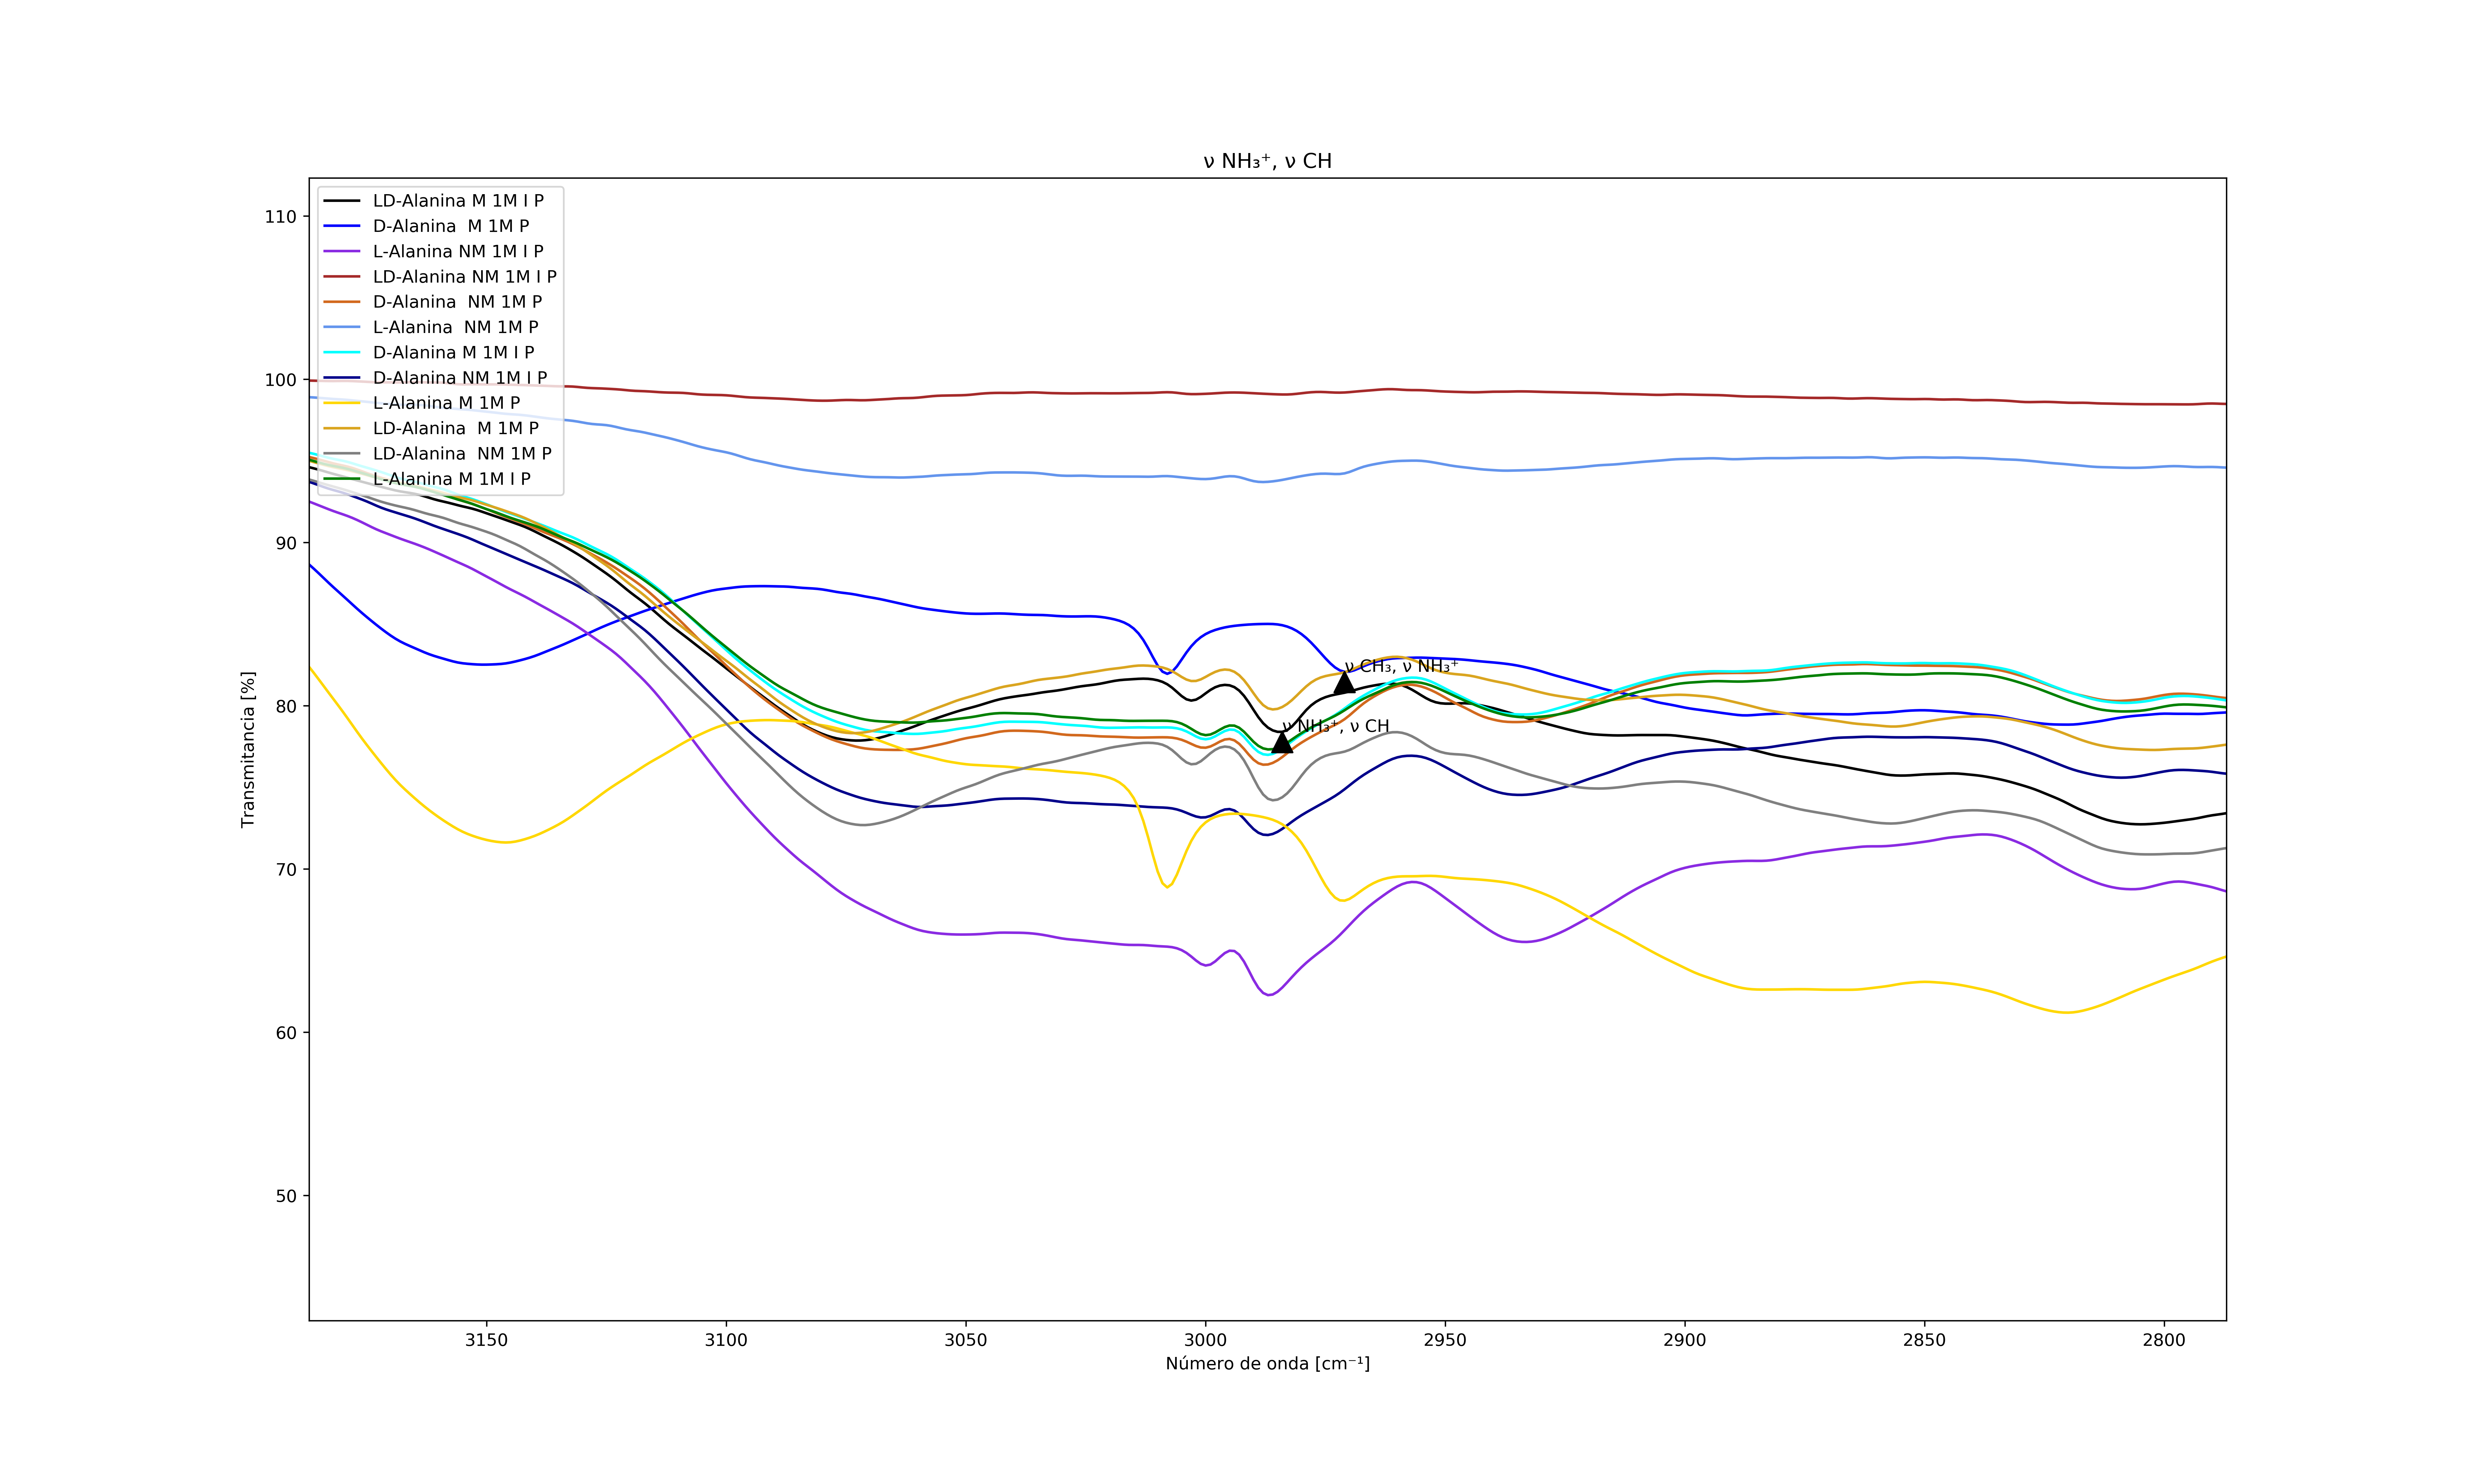 ν NH₃⁺, ν CH
110
100
90
80
70
60
50
Transmitancia [%]
LD-Alanina M 1M I P
D-Alanina  M 1M P
L-Alanina NM 1M I P
LD-Alanina NM 1M I P
D-Alanina  NM 1M P
L-Alanina  NM 1M P
D-Alanina M 1M I P
D-Alanina NM 1M I P
L-Alanina M 1M P
LD-Alanina  M 1M P
LD-Alanina  NM 1M P
L-Alanina M 1M I P
ν CH₃, ν NH₃⁺
ν NH₃⁺, ν CH
3150
3100
3050
3000
2950
2900
2850
2800
Número de onda [cm⁻¹]